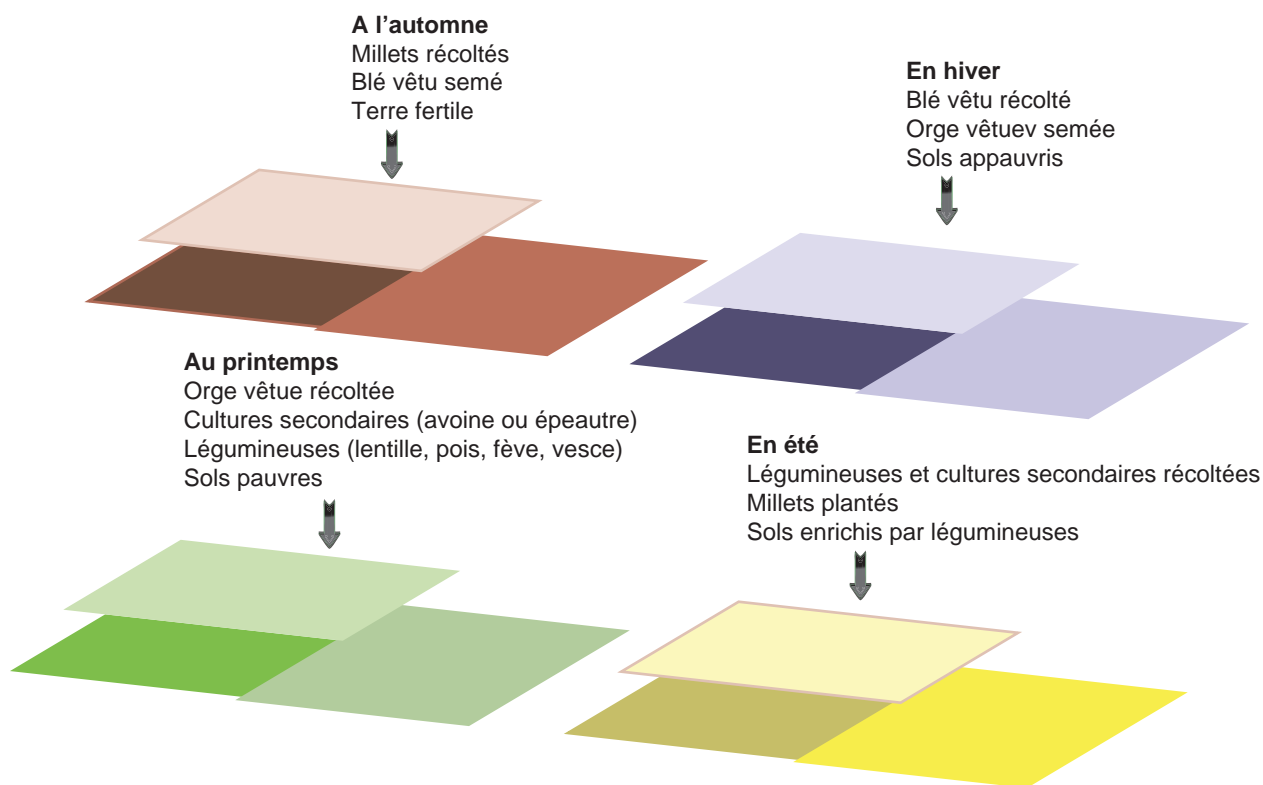 A l'automne
Millets récoltés
Blé vêtu semé
Terre fertile
En hiver
Blé vêtu récolté
Orge vêtuev semée
Sols appauvris
Au printemps
Orge vêtue récoltée
Cultures secondaires (avoine ou épeautre)
Légumineuses (lentille, pois, fève, vesce)
Sols pauvres
En été
Légumineuses et cultures secondaires récoltées
Millets plantés
Sols enrichis par légumineuses